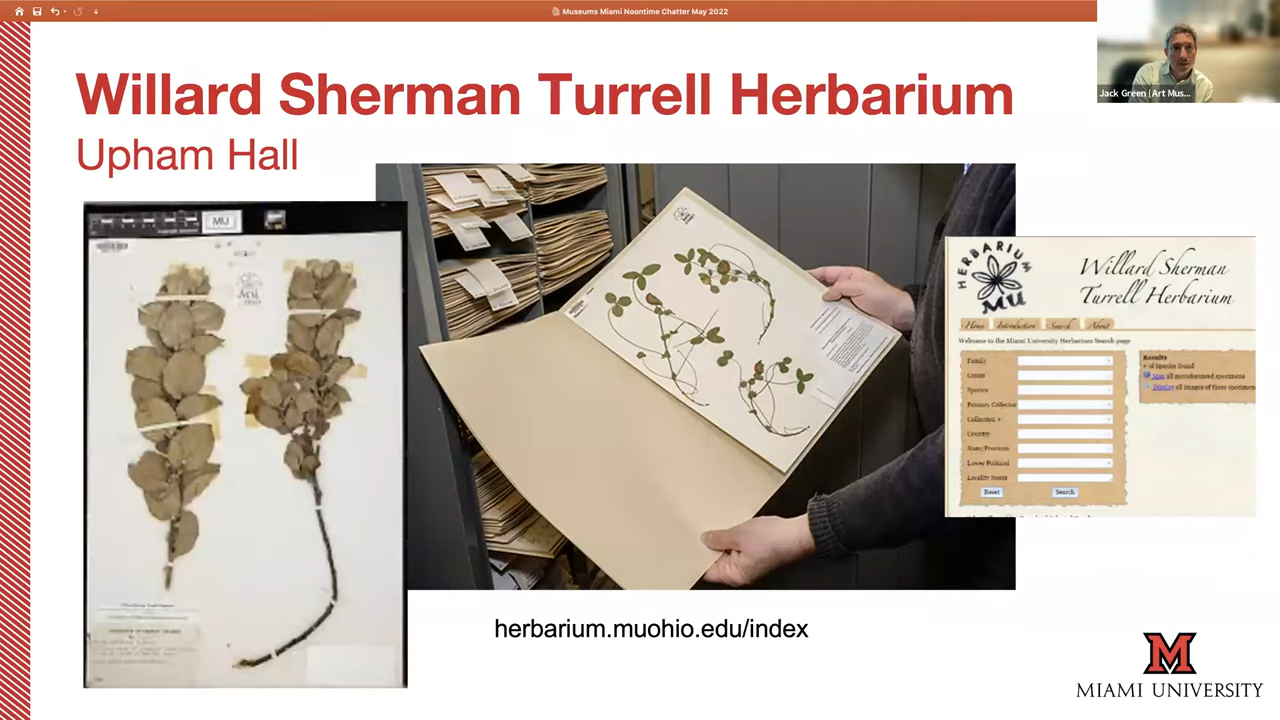 Museums Miami Noontime Chatter May 2022
Jack Green (Art Mus...
Willard Sherman Turrell Herbarium
Upham Hall
MU
MU
HERBARIUM
MU
Willard Sherman
Turrell Herbarium
Home Introduction Search About
Welcome to the Miami University Herbarium Search page
Family
Genus
Species
Primary Collector
Collection #
Country
State/Province
Lower Political
Locality Notes
Reset Search
Results
# of Species found
Map all georeferenced specimens
Display all images of these specimens
herbarium.muohio.edu/index
M
MIAMI UNIVERSITY